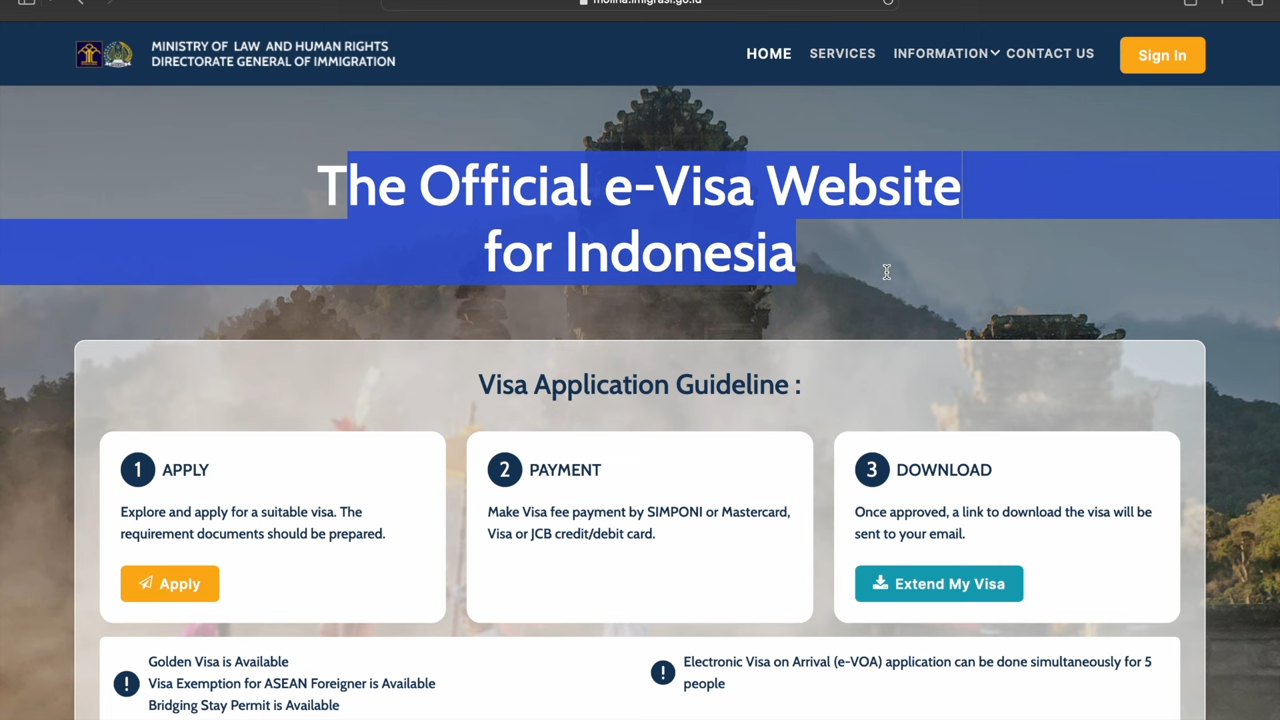 MINISTRY OF LAW AND HUMAN RIGHTS
DIRECTORATE GENERAL OF IMMIGRATION
HOME SERVICES INFORMATION CONTACT US Sign In
The Official e-Visa Website
for Indonesia
Visa Application Guideline :
1 APPLY
Explore and apply for a suitable visa. The
requirement documents should be prepared.
Apply
2 PAYMENT
Make Visa fee payment by SIMPONI or Mastercard,
Visa or JCB credit/debit card.
3 DOWNLOAD
Once approved, a link to download the visa will be
sent to your email.
Extend My Visa
Golden Visa is Available
Visa Exemption for ASEAN Foreigner is Available
Bridging Stay Permit is Available
Electronic Visa on Arrival (e-VOA) application can be done simultaneously for 5
people